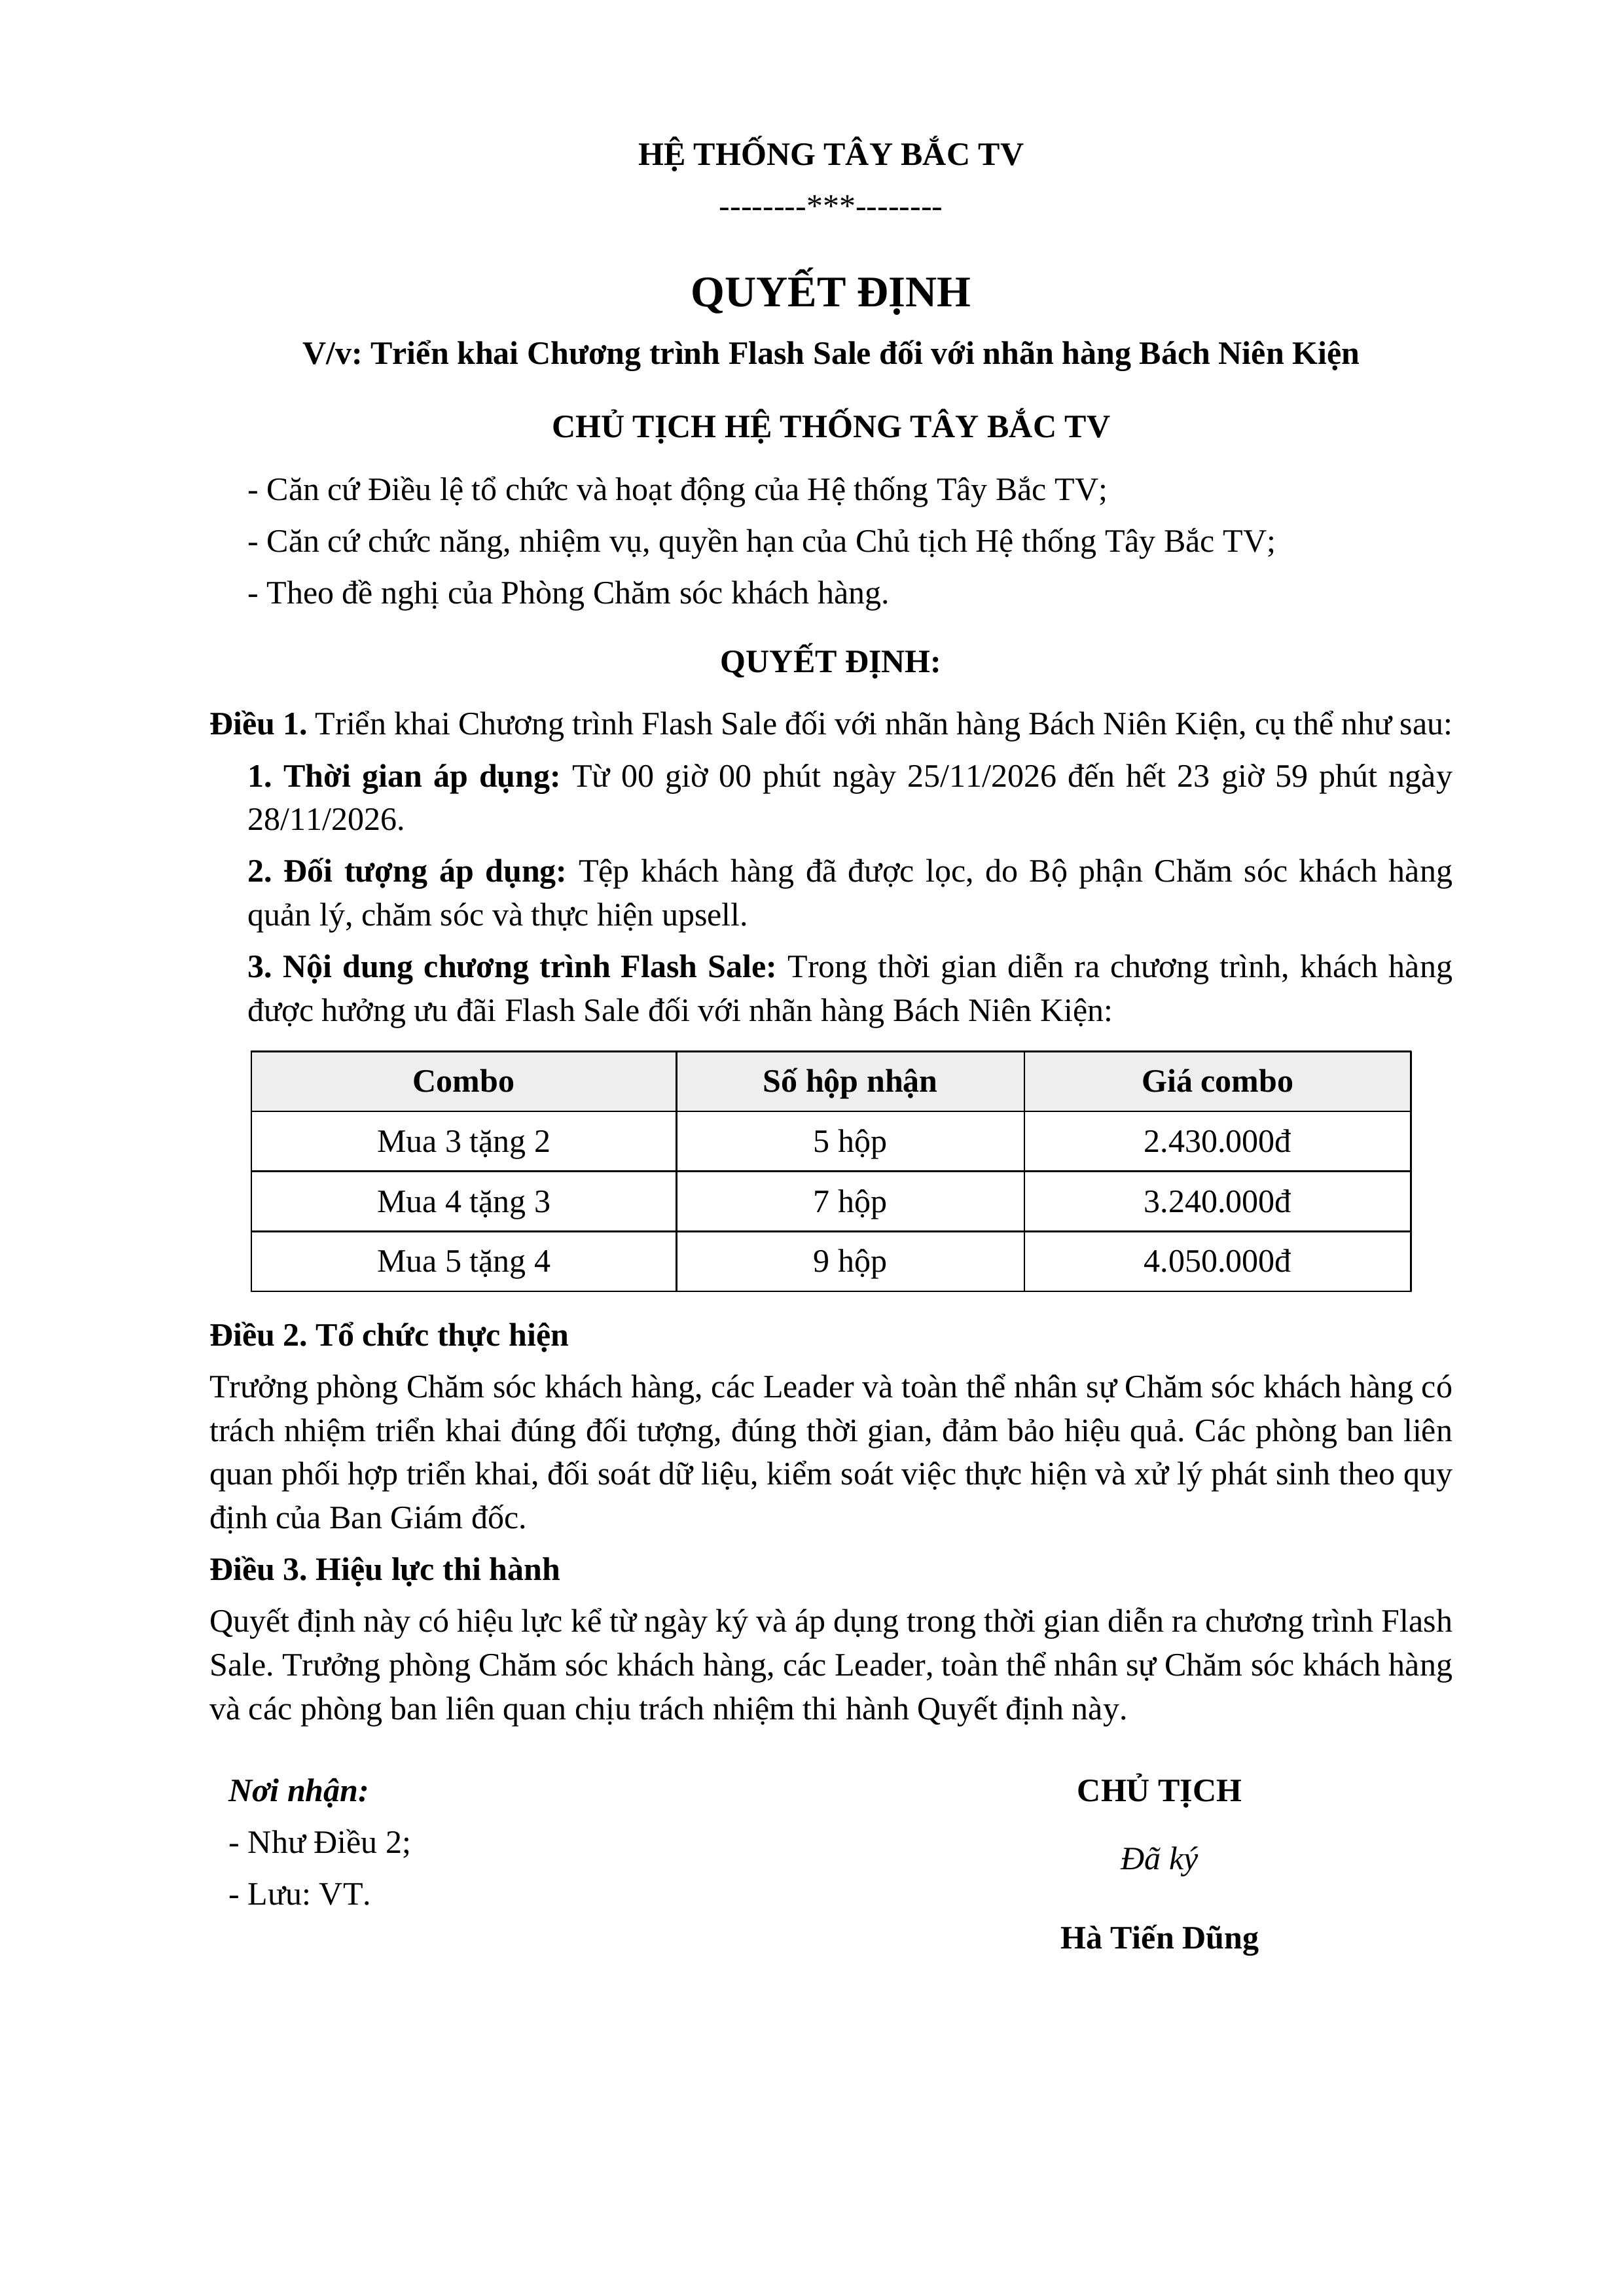 HỆ THỐNG TÂY BẮC TV
--------***--------
QUYẾT ĐỊNH
V/v: Triển khai Chương trình Flash Sale đối với nhãn hàng Bách Niên Kiện
CHỦ TỊCH HỆ THỐNG TÂY BẮC TV
- Căn cứ Điều lệ tổ chức và hoạt động của Hệ thống Tây Bắc TV;
- Căn cứ chức năng, nhiệm vụ, quyền hạn của Chủ tịch Hệ thống Tây Bắc TV;
- Theo đề nghị của Phòng Chăm sóc khách hàng.
QUYẾT ĐỊNH:
Điều 1. Triển khai Chương trình Flash Sale đối với nhãn hàng Bách Niên Kiện, cụ thể như sau:
1. Thời gian áp dụng: Từ 00 giờ 00 phút ngày 25/11/2026 đến hết 23 giờ 59 phút ngày
28/11/2026.
2. Đối tượng áp dụng: Tệp khách hàng đã được lọc, do Bộ phận Chăm sóc khách hàng
quản lý, chăm sóc và thực hiện upsell.
3. Nội dung chương trình Flash Sale: Trong thời gian diễn ra chương trình, khách hàng
được hưởng ưu đãi Flash Sale đối với nhãn hàng Bách Niên Kiện:
Combo Số hộp nhận Giá combo
Mua 3 tặng 2 5 hộp 2.430.000đ
Mua 4 tặng 3 7 hộp 3.240.000đ
Mua 5 tặng 4 9 hộp 4.050.000đ
Điều 2. Tổ chức thực hiện
Trưởng phòng Chăm sóc khách hàng, các Leader và toàn thể nhân sự Chăm sóc khách hàng có
trách nhiệm triển khai đúng đối tượng, đúng thời gian, đảm bảo hiệu quả. Các phòng ban liên
quan phối hợp triển khai, đối soát dữ liệu, kiểm soát việc thực hiện và xử lý phát sinh theo quy
định của Ban Giám đốc.
Điều 3. Hiệu lực thi hành
Quyết định này có hiệu lực kể từ ngày ký và áp dụng trong thời gian diễn ra chương trình Flash
Sale. Trưởng phòng Chăm sóc khách hàng, các Leader, toàn thể nhân sự Chăm sóc khách hàng
và các phòng ban liên quan chịu trách nhiệm thi hành Quyết định này.
Nơi nhận:
- Như Điều 2;
- Lưu: VT.
CHỦ TỊCH
Đã ký
Hà Tiến Dũng